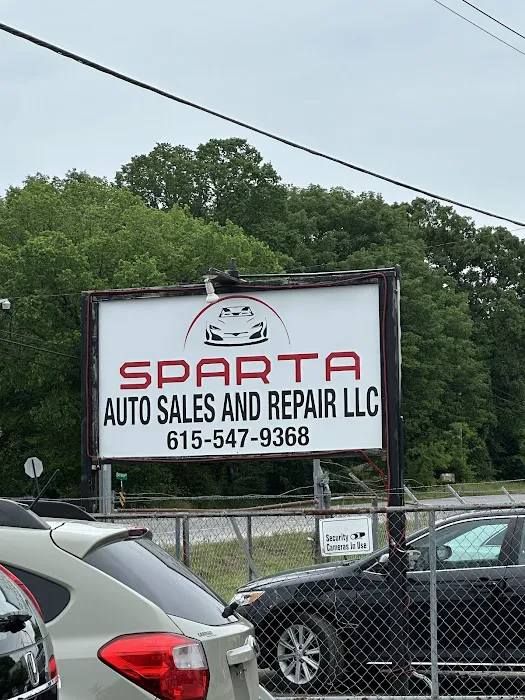 SPARTA
AUTO SALES AND REPAIR LLC
615-547-9368
Security
Cameras In Use